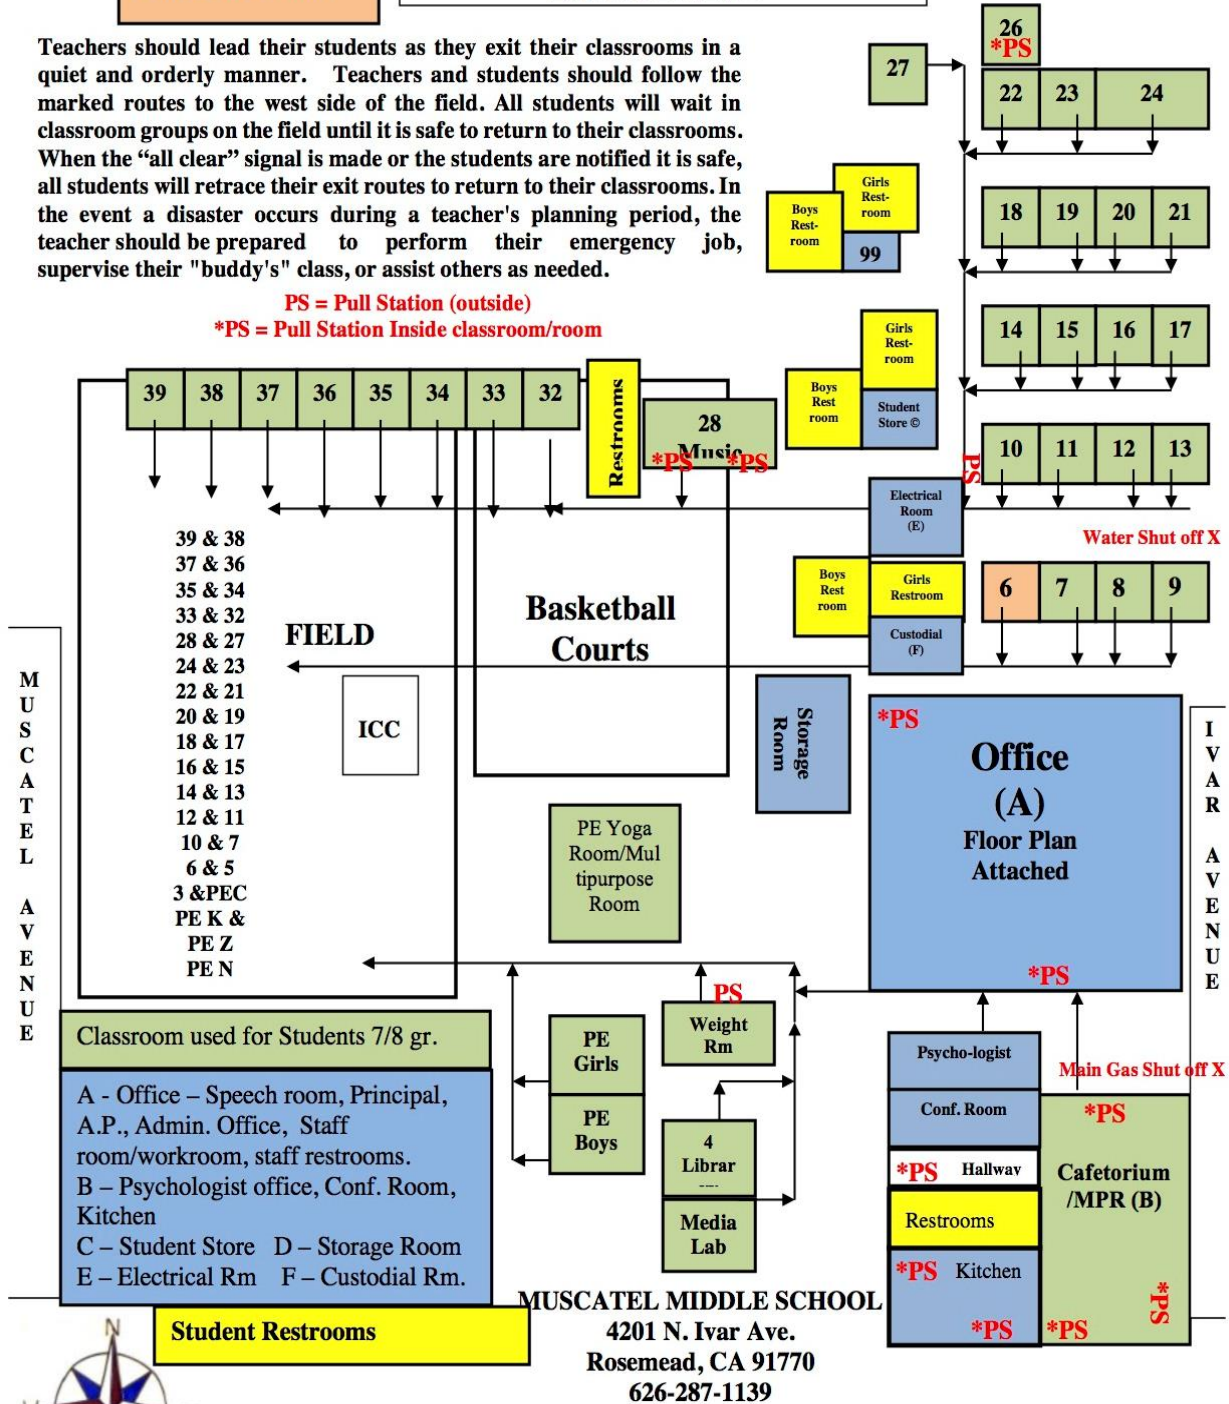 Teachers should lead their students as they exit their classrooms in a
quiet and orderly manner. Teachers and students should follow the
marked routes to the west side of the field. All students will wait in
classroom groups on the field until it is safe to return to their classrooms.
When the “all clear” signal is made or the students are notified it is safe,
all students will retrace their exit routes to return to their classrooms. In
the event a disaster occurs during a teacher's planning period, the
teacher should be prepared to perform their emergency job,
supervise their "buddy's" class, or assist others as needed.
PS = Pull Station (outside)
*PS = Pull Station Inside classroom/room
26
*PS
27
22 23 24
Girls
Rest-
room
Boys
Rest-
room
99
18 19 20 21
Girls
Rest-
room
Boys
Rest
room
Student
Store ©
14 15 16 17
39 38 37 36 35 34 33 32
Restrooms
28
Music
*PS *PS
PS
10 11 12 13
Electrical
Room
(E)
Water Shut off X
Boys
Rest
room
Girls
Restroom
Custodial
(F)
6 7 8 9
39 & 38
37 & 36
35 & 34
33 & 32
28 & 27
24 & 23
22 & 21
20 & 19
18 & 17
16 & 15
14 & 13
12 & 11
10 & 7
6 & 5
3 &PEC
PE K &
PE Z
PE N
FIELD
ICC
Basketball
Courts
Storage
Room
MUSCATEL AVENUE
IVAR AVENUE
*PS
Office
(A)
Floor Plan
Attached
*PS
PE Yoga
Room/Mul
tipurpose
Room
PS
Weight
Rm
PE
Girls
PE
Boys
4
Librar
Media
Lab
Psycho-logist
Conf. Room
*PS Hallway
Restrooms
*PS Kitchen
*PS
Main Gas Shut off X
*PS
Cafetorium
/MPR (B)
*PS
*PS
Classroom used for Students 7/8 gr.
A - Office – Speech room, Principal,
A.P., Admin. Office, Staff
room/workroom, staff restrooms.
B – Psychologist office, Conf. Room,
Kitchen
C – Student Store D – Storage Room
E – Electrical Rm F – Custodial Rm.
Student Restrooms
N
MUSCATEL MIDDLE SCHOOL
4201 N. Ivar Ave.
Rosemead, CA 91770
626-287-1139